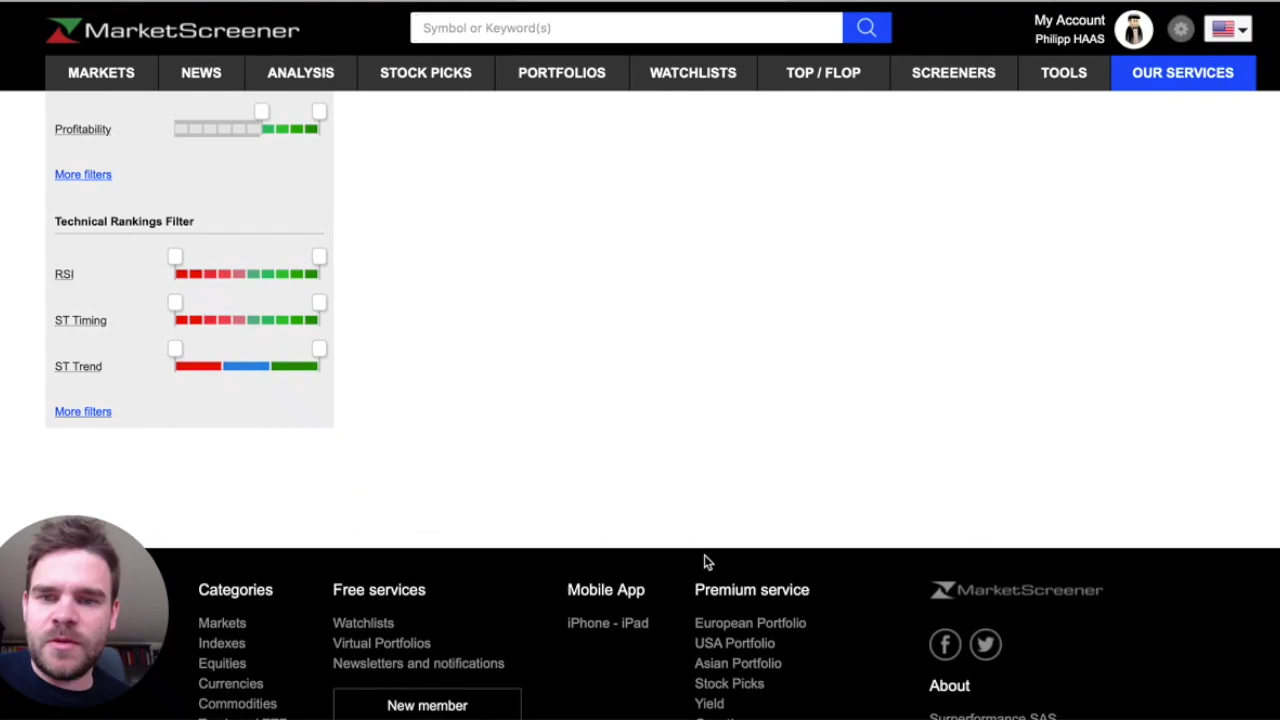 MarketScreener
Symbol or Keyword(s)
My Account
Philipp HAAS
MARKETS NEWS ANALYSIS STOCK PICKS PORTFOLIOS WATCHLISTS TOP / FLOP SCREENERS TOOLS OUR SERVICES
Profitability
More filters
Technical Rankings Filter
RSI
ST Timing
ST Trend
More filters
Categories
Markets
Indexes
Equities
Currencies
Commodities
Free services
Watchlists
Virtual Portfolios
Newsletters and notifications
New member
Mobile App
iPhone - iPad
Premium service
European Portfolio
USA Portfolio
Asian Portfolio
Stock Picks
Yield
MarketScreener
About
Surperformance SAS